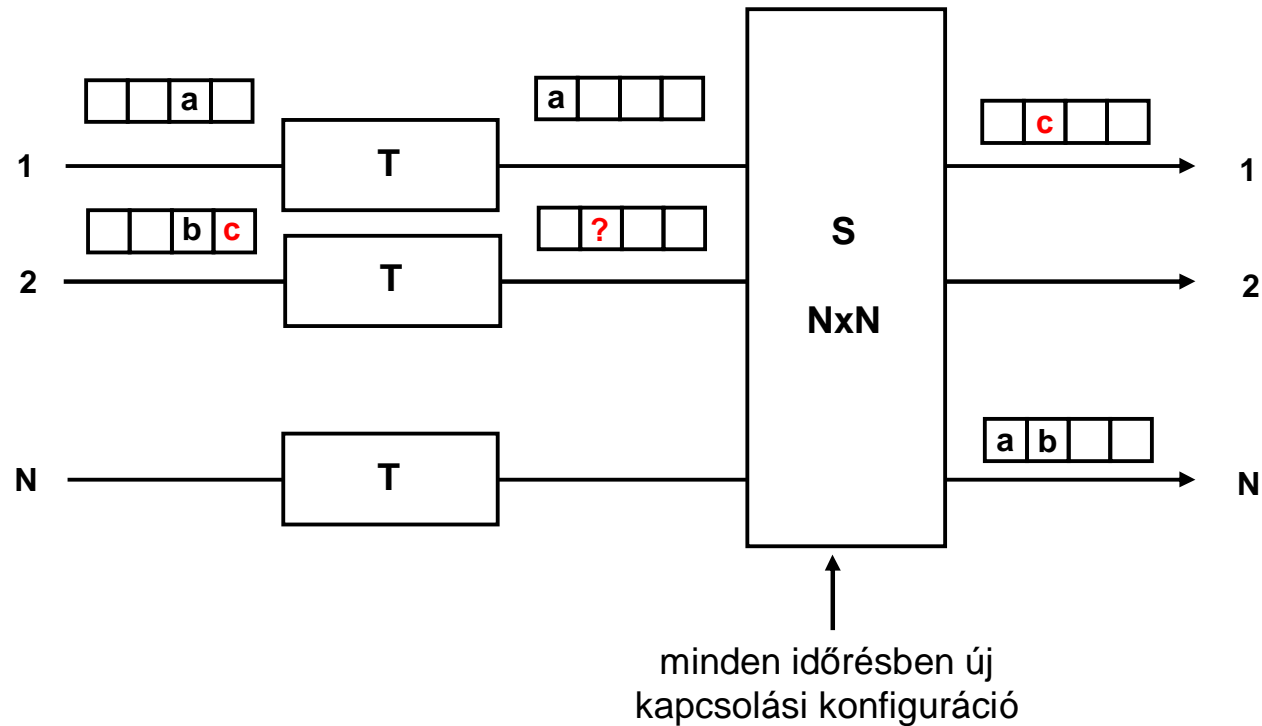 a
a
c
1
T
1
b c
?
S
2
T
2
NxN
a b
N
T
N
minden időrésben új
kapcsolási konfiguráció